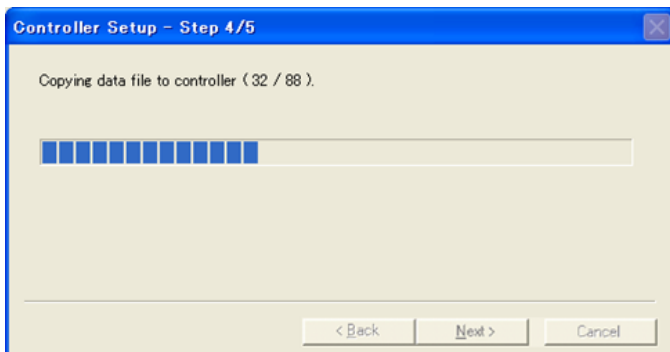 Controller Setup - Step 4/5
Copying data file to controller ( 32 / 88 ).
< Back Next > Cancel